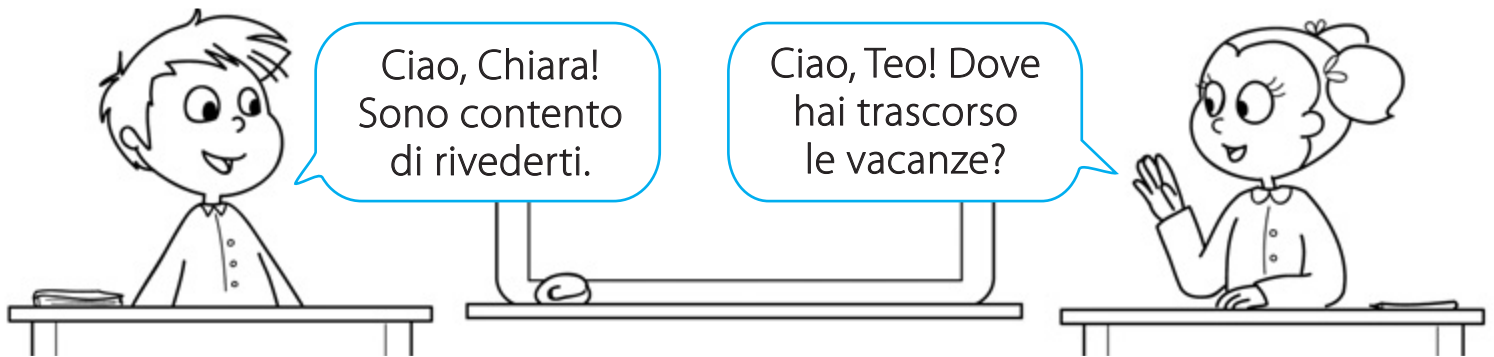 Ciao, Chiara!
Sono contento
di rivederti.
Ciao, Teo! Dove
hai trascorso
le vacanze?